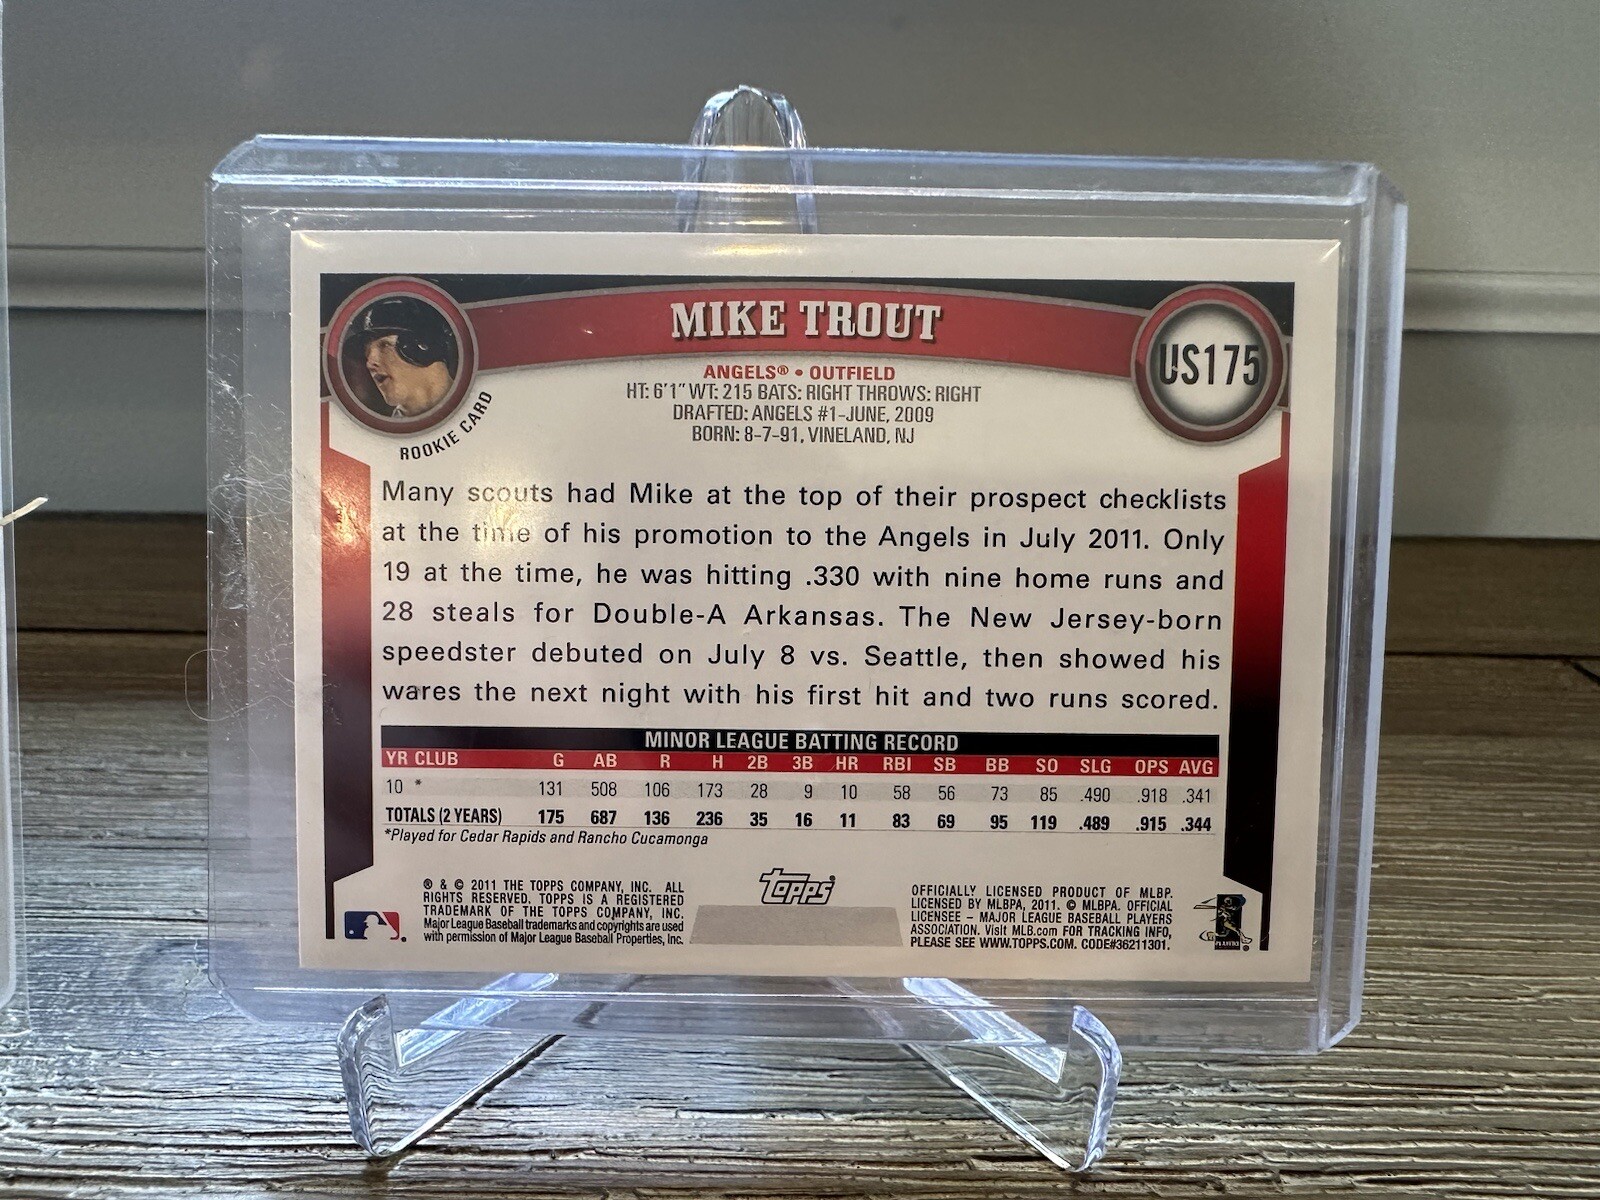 MIKE TROUT
US175
ROOKIE CARD
ANGELS® • OUTFIELD
HT: 6'1" WT: 215 BATS: RIGHT THROWS: RIGHT
DRAFTED: ANGELS #1-JUNE, 2009
BORN: 8-7-91, VINELAND, NJ
Many scouts had Mike at the top of their prospect checklists
at the time of his promotion to the Angels in July 2011. Only
19 at the time, he was hitting .330 with nine home runs and
28 steals for Double-A Arkansas. The New Jersey-born
speedster debuted on July 8 vs. Seattle, then showed his
wares the next night with his first hit and two runs scored.
MINOR LEAGUE BATTING RECORD
YR CLUB G AB R H 2B 3B HR RBI SB BB SO SLG OPS AVG
10 * 131 508 106 173 28 9 10 58 56 73 85 .490 .918 .341
TOTALS (2 YEARS) 175 687 136 236 35 16 11 83 69 95 119 .489 .915 .344
*Played for Cedar Rapids and Rancho Cucamonga
® & © 2011 THE TOPPS COMPANY, INC. ALL
RIGHTS RESERVED. TOPPS IS A REGISTERED
TRADEMARK OF THE TOPPS COMPANY, INC.
Major League Baseball trademarks and copyrights are used
with permission of Major League Baseball Properties, Inc.
Topps®
OFFICIALLY LICENSED PRODUCT OF MLBP.
LICENSED BY MLBPA, 2011. © MLBPA. OFFICIAL
LICENSEE – MAJOR LEAGUE BASEBALL PLAYERS
ASSOCIATION. Visit MLB.com FOR TRACKING INFO,
PLEASE SEE WWW.TOPPS.COM. CODE#36211301.
PLAYERS